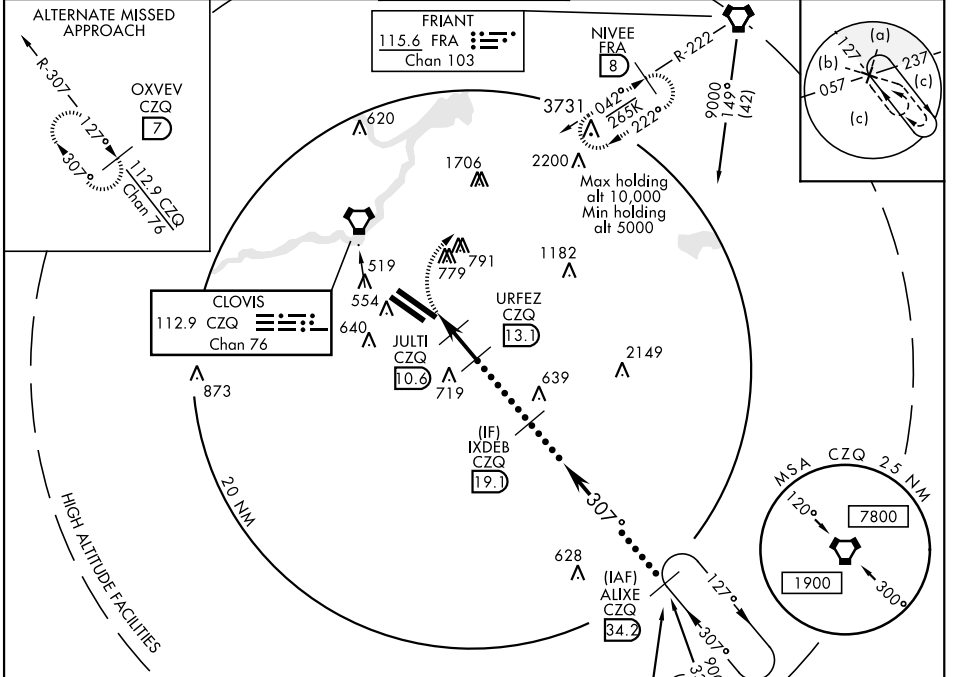 ALTERNATE MISSED
APPROACH
R-307
OXVEV
CZQ
7
127°
307°
112.9 CZQ
Chan 76
FRIANT
115.6 FRA
Chan 103
NIVEE
FRA
8
R-222
042°
265K
222°
9000
149°
(42)
(a)
127
(b)
237
057
(c)
(c)
3731
620
1706
2200
Max holding
alt 10,000
Min holding
alt 5000
519
791
779
1182
554
CLOVIS
112.9 CZQ
Chan 76
640
URFEZ
CZQ
13.1
JULTI
CZQ
10.6
719
873
639
2149
(IF)
IXDEB
CZQ
19.1
20 NM
HIGH ALTITUDE FACILITIES
307°
628
(IAF)
ALIXE
CZQ
34.2
127°
307°
MSA CZQ 25 NM
120°
7800
1900
300°